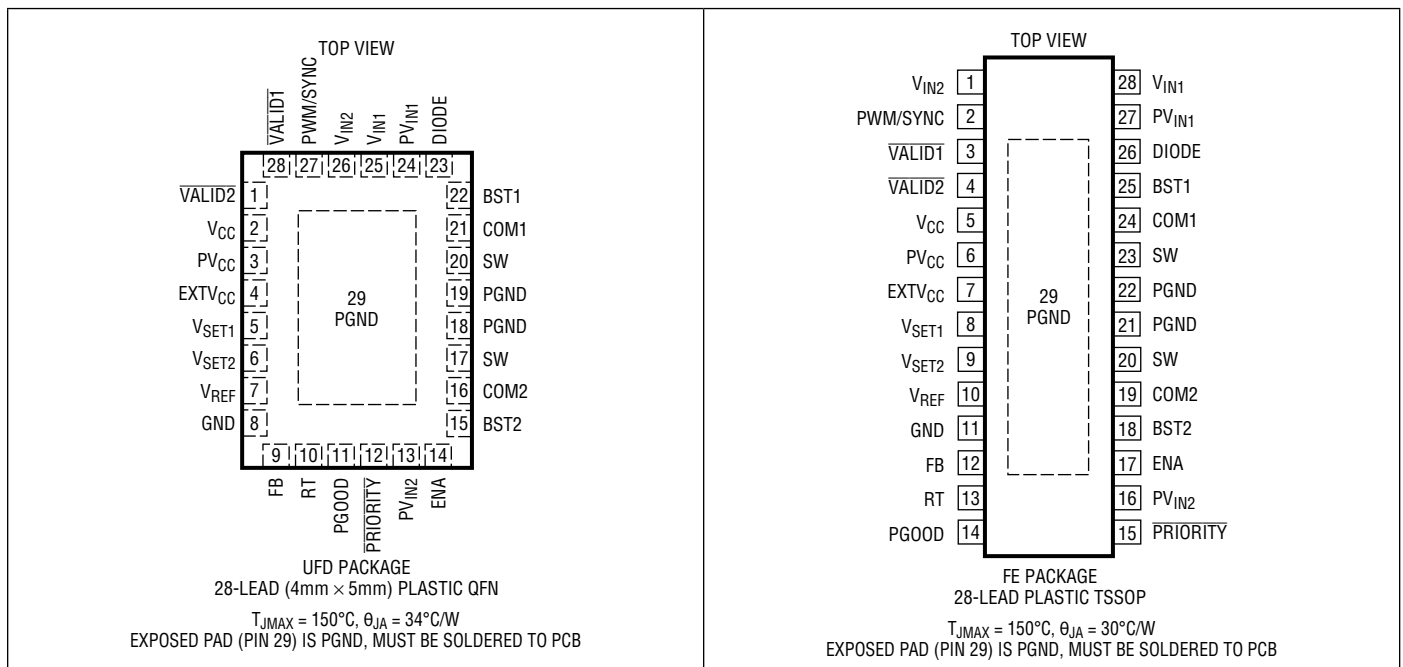 TOP VIEW
VALID1
PWM/SYNC
VIN2
VIN1
PVIN1
DIODE
28 27 26 25 24 23
VALID2 1
VCC 2
PVCC 3
EXTVCC 4
VSET1 5
VSET2 6
VREF 7
GND 8
29
PGND
22 BST1
21 COM1
20 SW
19 PGND
18 PGND
17 SW
16 COM2
15 BST2
9 10 11 12 13 14
FB
RT
PGOOD
PRIORITY
PVIN2
ENA
UFD PACKAGE
28-LEAD (4mm × 5mm) PLASTIC QFN
TJMAX = 150°C, θJA = 34°C/W
EXPOSED PAD (PIN 29) IS PGND, MUST BE SOLDERED TO PCB
TOP VIEW
VIN2 1
PWM/SYNC 2
VALID1 3
VALID2 4
VCC 5
PVCC 6
EXTVCC 7
VSET1 8
VSET2 9
VREF 10
GND 11
FB 12
RT 13
PGOOD 14
29
PGND
28 VIN1
27 PVIN1
26 DIODE
25 BST1
24 COM1
23 SW
22 PGND
21 PGND
20 SW
19 COM2
18 BST2
17 ENA
16 PVIN2
15 PRIORITY
FE PACKAGE
28-LEAD PLASTIC TSSOP
TJMAX = 150°C, θJA = 30°C/W
EXPOSED PAD (PIN 29) IS PGND, MUST BE SOLDERED TO PCB